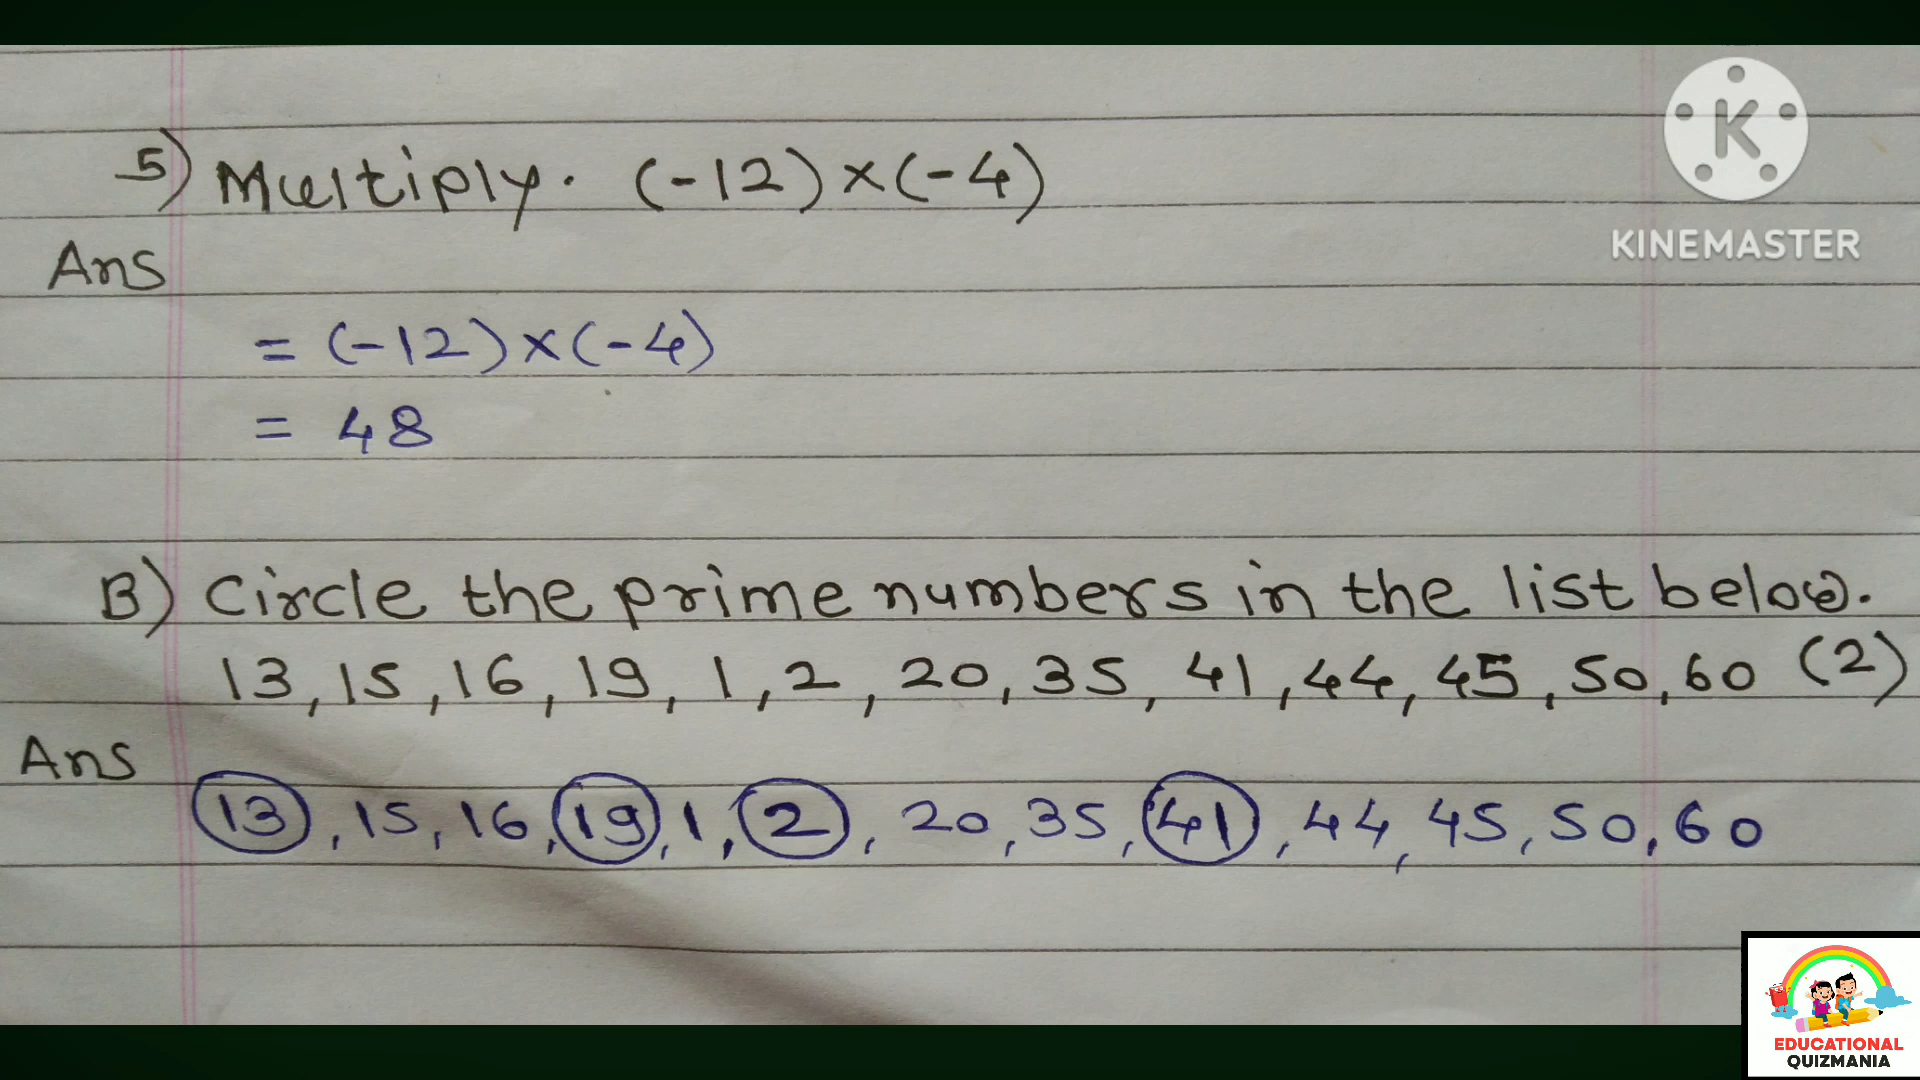 5) Multiply. (-12)×(-4)
Ans
= (-12)×(-4)
= 48
B) Circle the prime numbers in the list below.
13, 15, 16, 19, 1, 2, 20, 35, 41, 44, 45, 50, 60 (2)
Ans
13, 15, 16, 19, 1, 2, 20, 35, 41, 44, 45, 50, 60
K
KINEMASTER
EDUCATIONAL
QUIZMANIA